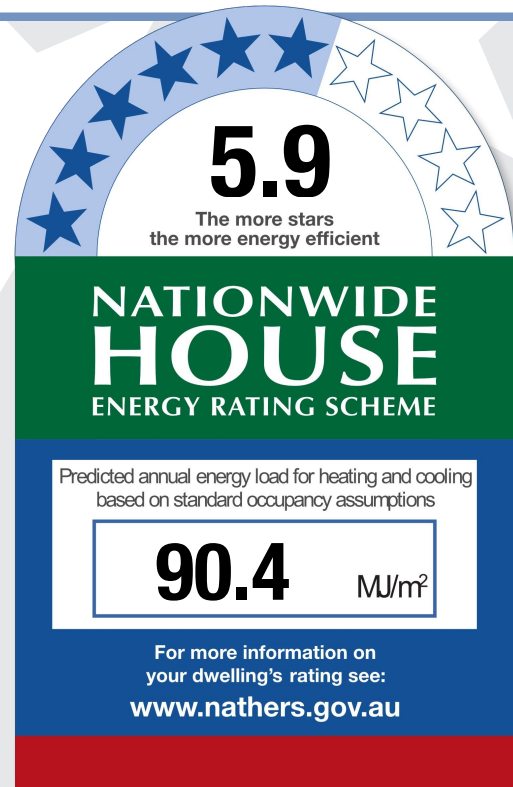 5.9
The more stars
the more energy efficient
NATIONWIDE
HOUSE
ENERGY RATING SCHEME
Predicted annual energy load for heating and cooling
based on standard occupancy assumptions
90.4 MJ/m²
For more information on
your dwelling's rating see:
www.nathers.gov.au